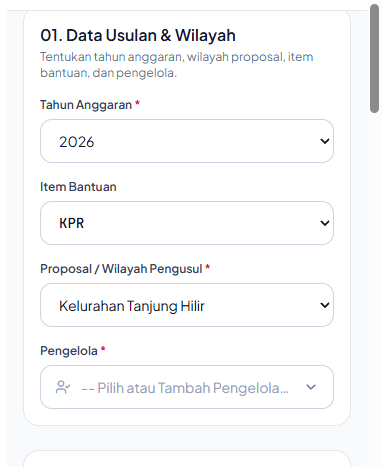 01. Data Usulan & Wilayah
Tentukan tahun anggaran, wilayah proposal, item
bantuan, dan pengelola.
Tahun Anggaran *
2026
Item Bantuan
KPR
Proposal / Wilayah Pengusul *
Kelurahan Tanjung Hilir
Pengelola *
-- Pilih atau Tambah Pengelola...